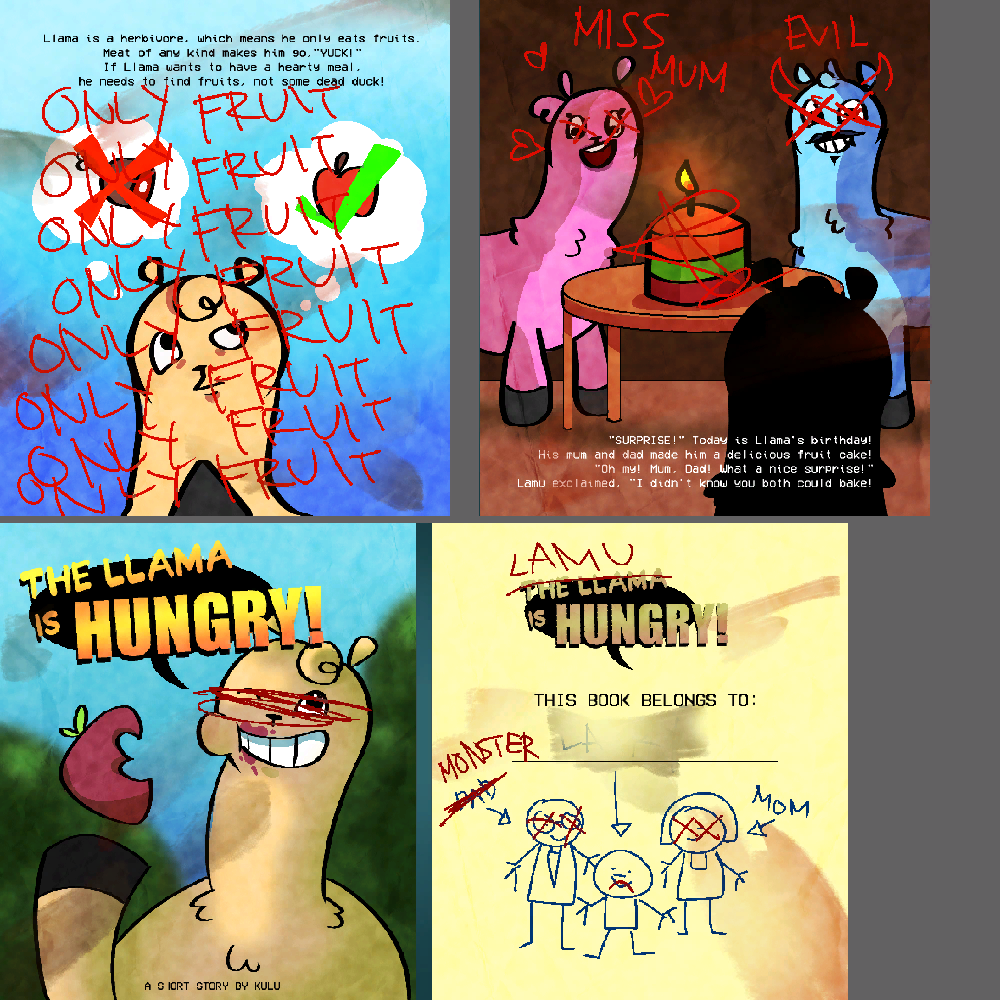 Llama is a herbivore, which means he only eats fruits.
Meat of any kind makes him go,"YUCK!"
If Llama wants to have a hearty meal,
he needs to find fruits, not some dead duck!
ONLY FRUIT
ONLY FRUIT
ONLY FRUIT
ONLY FRUIT
ONLY FRUIT
ONLY FRUIT
ONLY FRUIT
ONLY FRUIT
MISS
MUM
EVIL
"SURPRISE!" Today is Llama's birthday!
His mum and dad made him a delicious fruit cake!
"Oh my! Mum, Dad! What a nice surprise!"
Lamu exclaimed, "I didn't know you both could bake!
THE LLAMA
IS HUNGRY!
A SHORT STORY BY KULU
LAMU
THE LLAMA
IS HUNGRY!
THIS BOOK BELONGS TO:
MONSTER
DAD
MOM